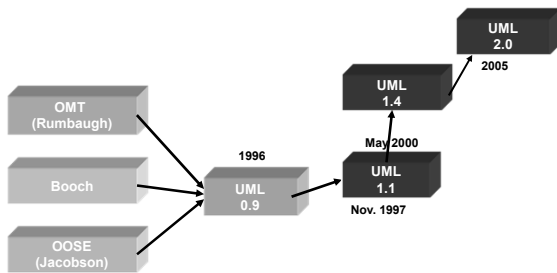 OMT
(Rumbaugh)
Booch
OOSE
(Jacobson)
1996
UML
0.9
May 2000
UML
1.1
Nov. 1997
UML
1.4
UML
2.0
2005